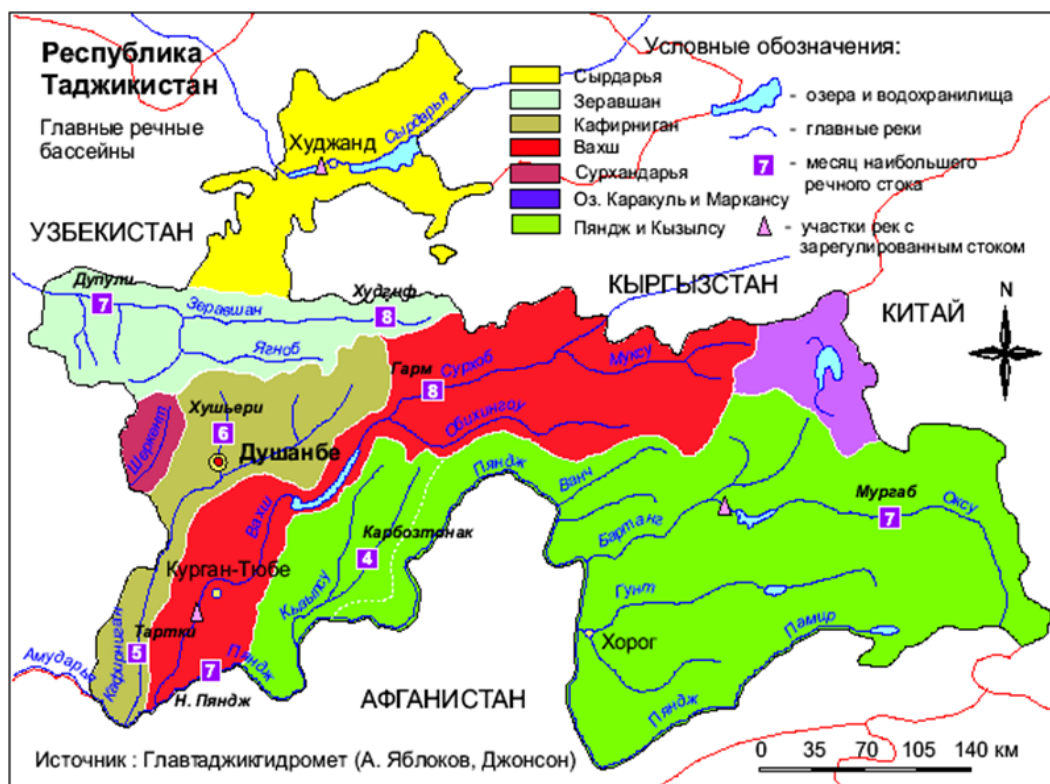 Республика
Таджикистан
Главные речные
бассейны
Условные обозначения:
Сырдарья
Зеравшан
Кафирниган
Вахш
Сурхандарья
Оз. Каракуль и Маркансу
Пяндж и Кызылсу
- озера и водохранилища
- главные реки
7
- месяц наибольшего
речного стока
- участки рек с
зарегулированным стоком
Худжанд
Сырдарья
УЗБЕКИСТАН
КЫРГЫЗСТАН
КИТАЙ
N
Дупули
7
Зеравшан
Худгиф
8
Ягноб
Гарм
8
Сурхоб
Муксу
Обихингоу
Хушьери
6
Душанбе
Шеркент
Вахш
Пяндж
Ванч
Бартанг
Мургаб
7
Оксу
Карбозтонак
4
Курган-Тюбе
Кызылсу
Гунт
Памир
Хорог
Тартки
5
Кафирниган
Амударья
7
Пяндж
Н. Пяндж
АФГАНИСТАН
Пяндж
Источник : Главтаджикгидромет (А. Яблоков, Джонсон)
0 35 70 105 140 км